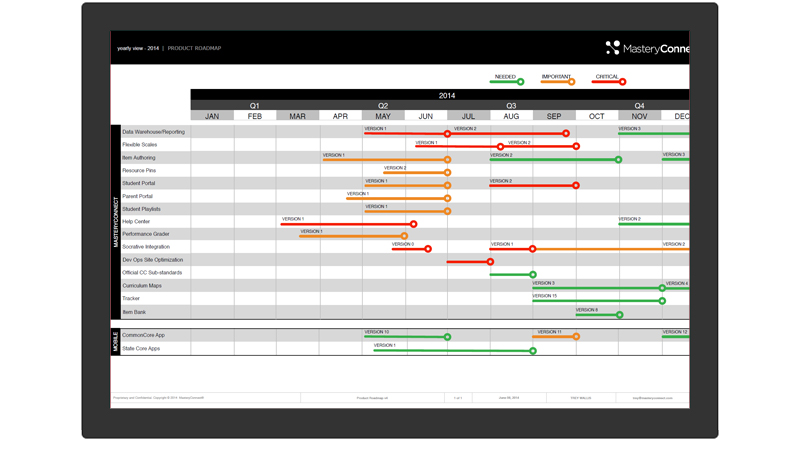 yearly view - 2014 | PRODUCT ROADMAP
MasteryConne
NEEDED IMPORTANT CRITICAL
2014
Q1 Q2 Q3 Q4
JAN FEB MAR APR MAY JUN JUL AUG SEP OCT NOV DEC
MASTERYCONNECT
Data Warehouse/Reporting VERSION 1 VERSION 2 VERSION 3
Flexible Scales VERSION 1 VERSION 2
Item Authoring VERSION 1 VERSION 2 VERSION 3
Resource Pins VERSION 2
Student Portal VERSION 1 VERSION 2
Parent Portal VERSION 1
Student Playlists VERSION 1
Help Center VERSION 1 VERSION 2
Performance Grader VERSION 1
Socrative Integration VERSION 0 VERSION 1 VERSION 2
Dev Ops Site Optimization
Official CC Sub-standards
Curriculum Maps VERSION 3 VERSION 4
Tracker VERSION 15
Item Bank VERSION 6
MOBILE
CommonCore App VERSION 10 VERSION 11 VERSION 12
State Core Apps VERSION 1
Proprietary and Confidential. Copyright © 2014 MasteryConnect® Product Roadmap v4 1 of 1